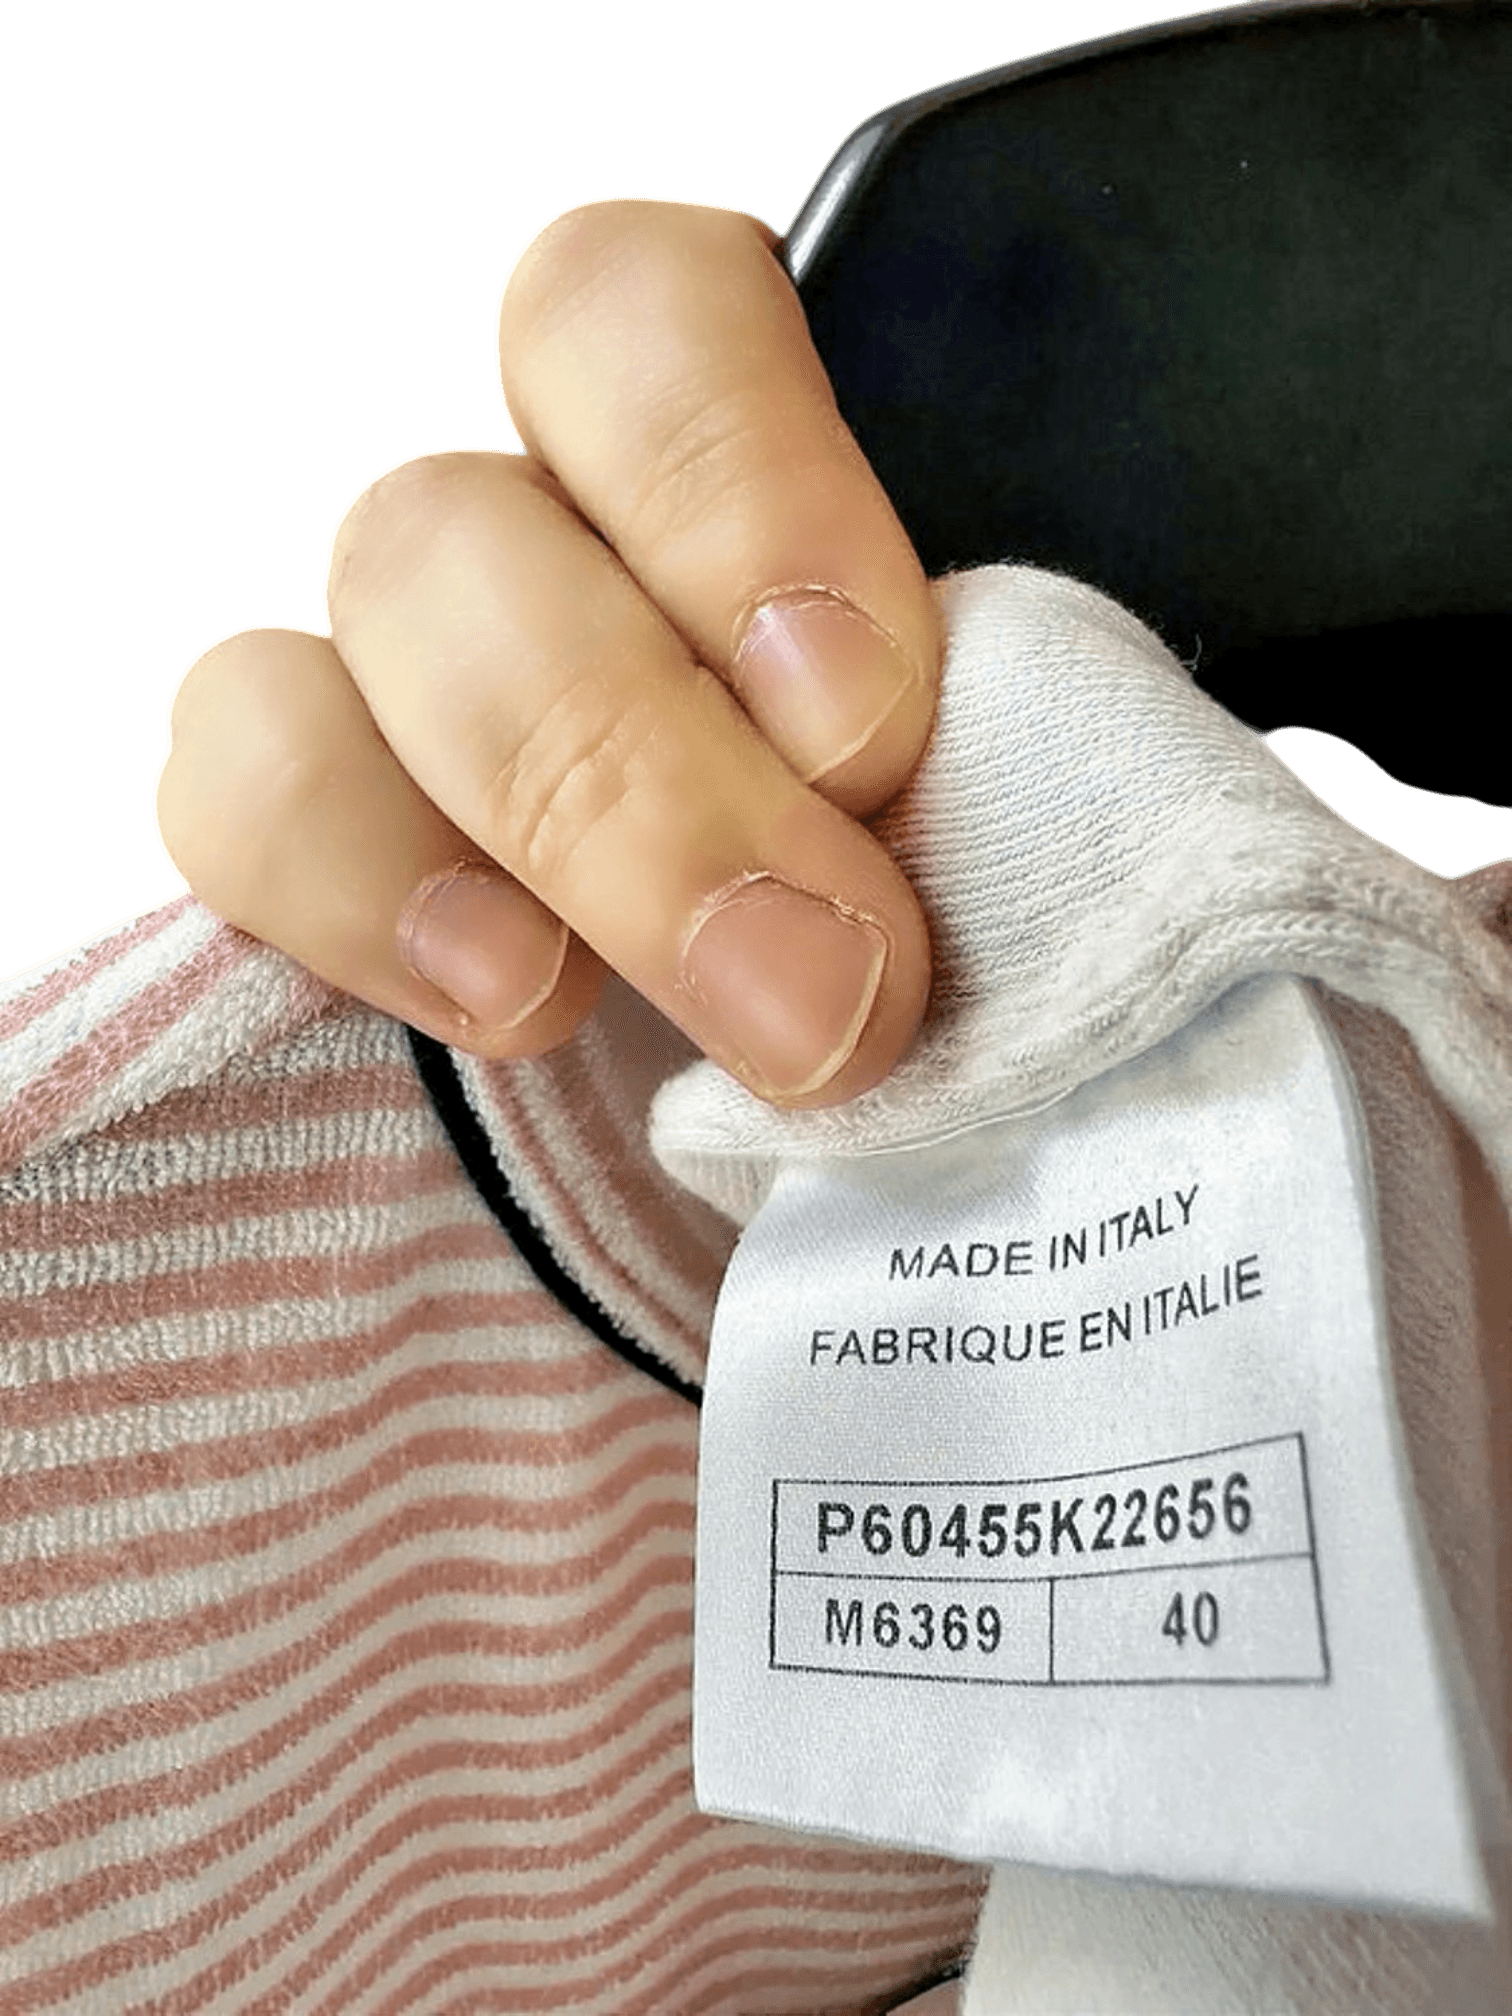 MADE IN ITALY
FABRIQUE EN ITALIE
P60455K22656
M6369 40